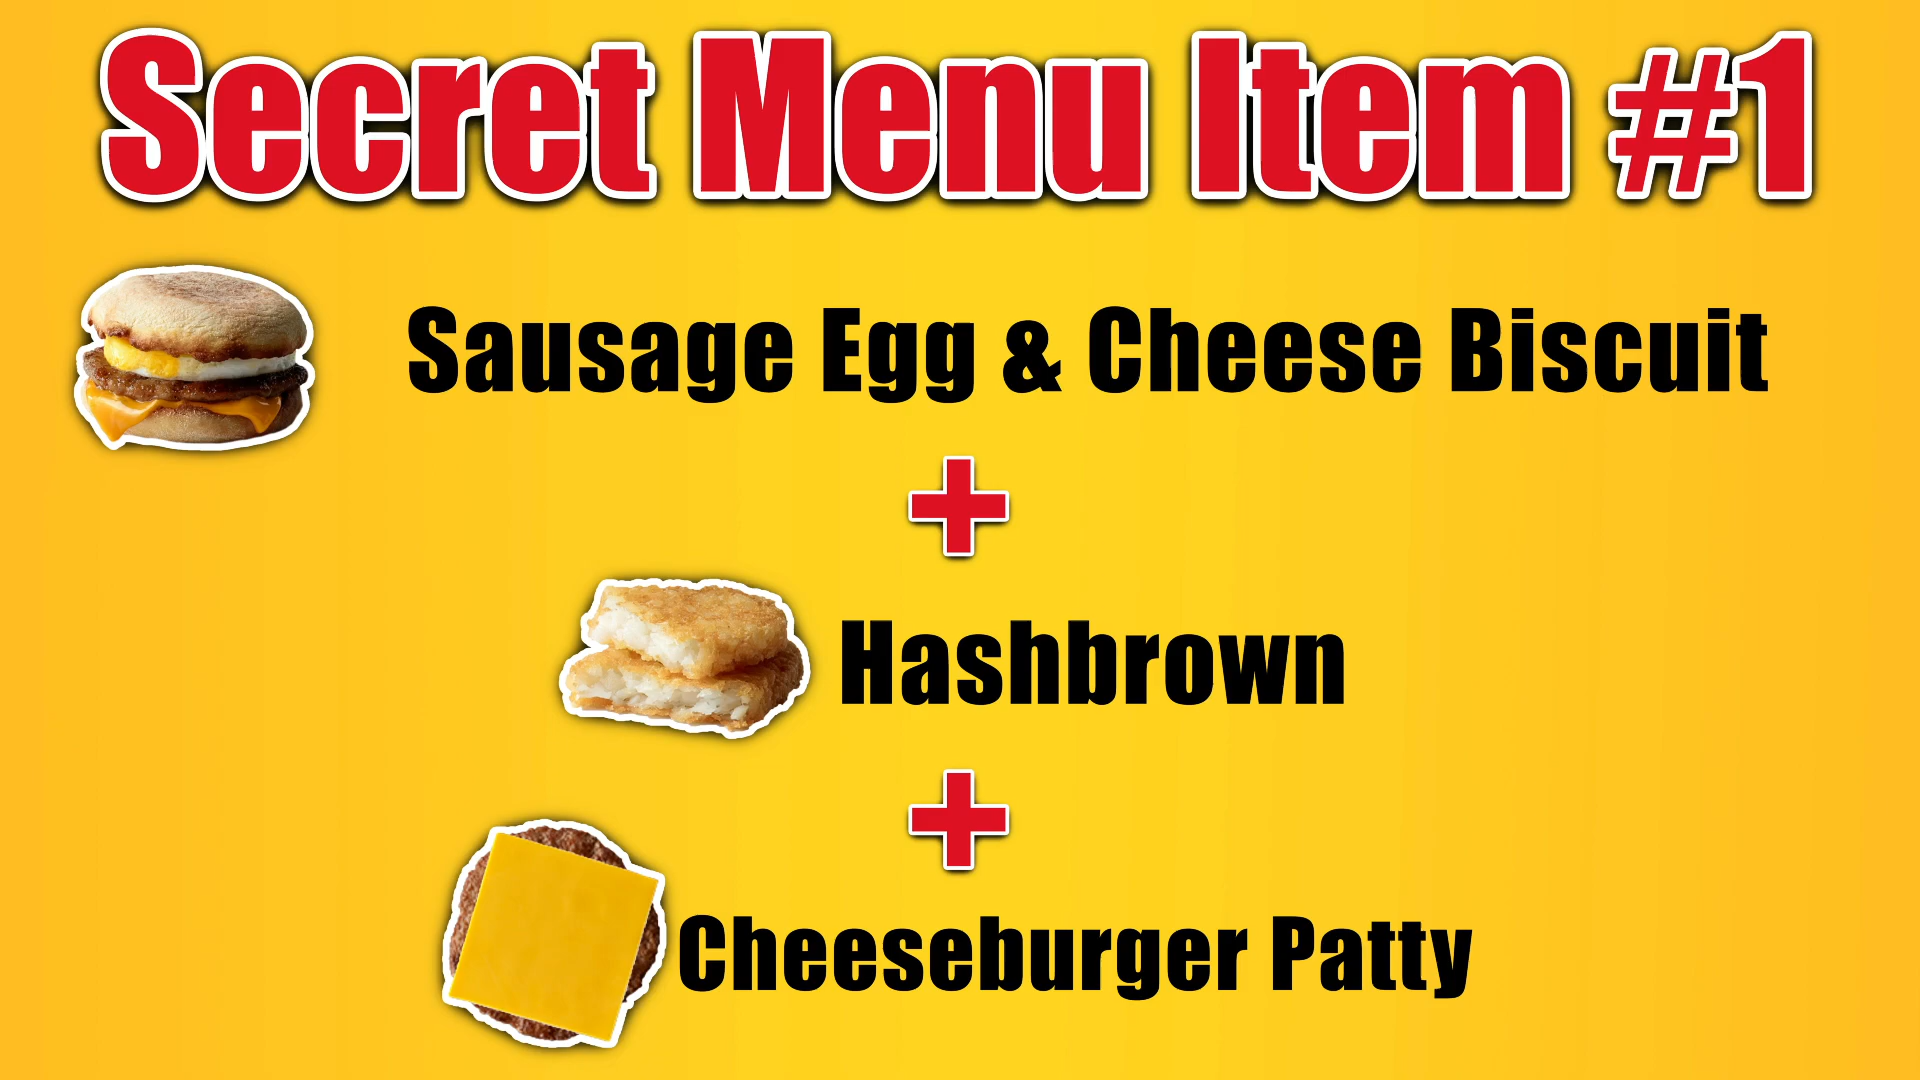 Secret Menu Item #1
Sausage Egg & Cheese Biscuit
+
Hashbrown
+
Cheeseburger Patty